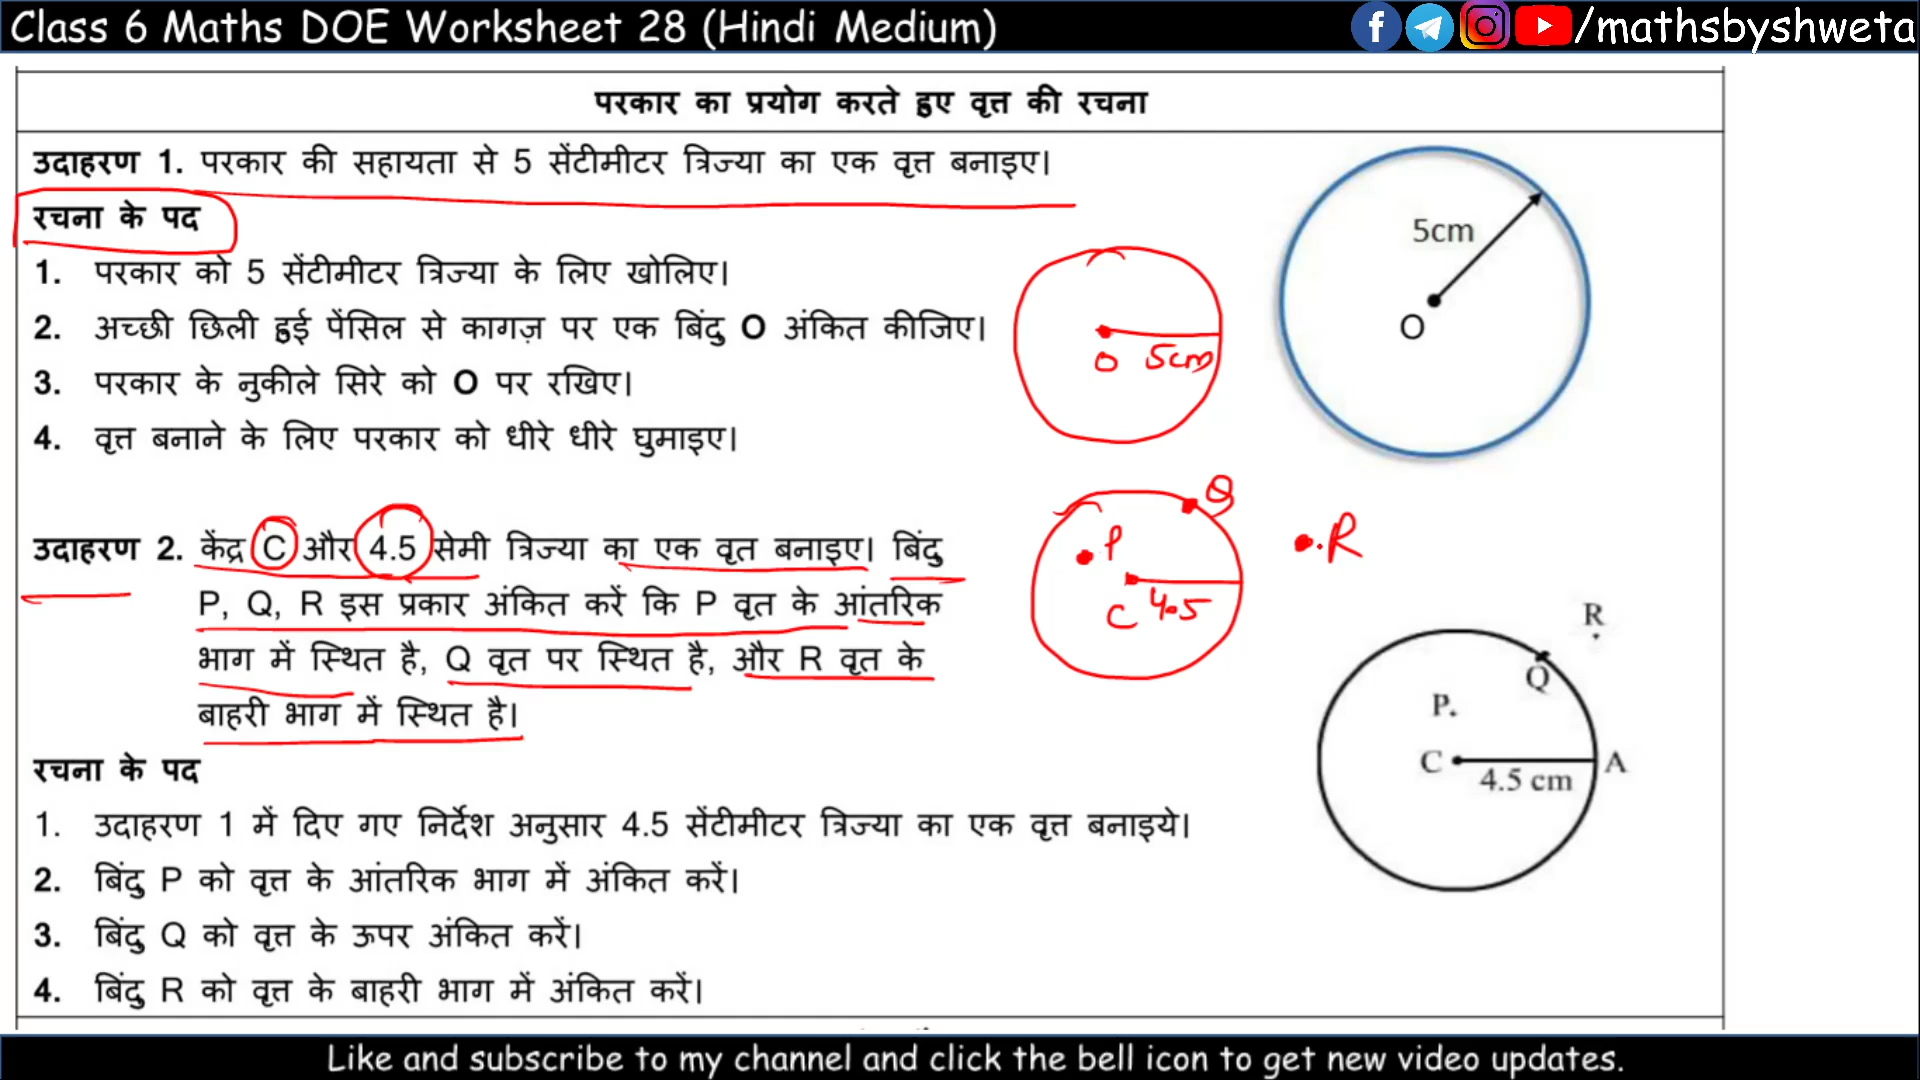 Class 6 Maths DOE Worksheet 28 (Hindi Medium)
/mathsbyshweta
परकार का प्रयोग करते हुए वृत्त की रचना
उदाहरण 1. परकार की सहायता से 5 सेंटीमीटर त्रिज्या का एक वृत्त बनाइए।
रचना के पद
1. परकार को 5 सेंटीमीटर त्रिज्या के लिए खोलिए।
2. अच्छी छिली हुई पेंसिल से कागज़ पर एक बिंदु O अंकित कीजिए।
3. परकार के नुकीले सिरे को O पर रखिए।
4. वृत्त बनाने के लिए परकार को धीरे धीरे घुमाइए।
O 5cm
5cm
O
उदाहरण 2. केंद्र C और 4.5 सेमी त्रिज्या का एक वृत बनाइए। बिंदु
P, Q, R इस प्रकार अंकित करें कि P वृत के आंतरिक
भाग में स्थित है, Q वृत पर स्थित है, और R वृत के
बाहरी भाग में स्थित है।
Q
P
R
C 4.5
R
Q
P.
C A
4.5 cm
रचना के पद
1. उदाहरण 1 में दिए गए निर्देश अनुसार 4.5 सेंटीमीटर त्रिज्या का एक वृत्त बनाइये।
2. बिंदु P को वृत्त के आंतरिक भाग में अंकित करें।
3. बिंदु Q को वृत्त के ऊपर अंकित करें।
4. बिंदु R को वृत्त के बाहरी भाग में अंकित करें।
Like and subscribe to my channel and click the bell icon to get new video updates.